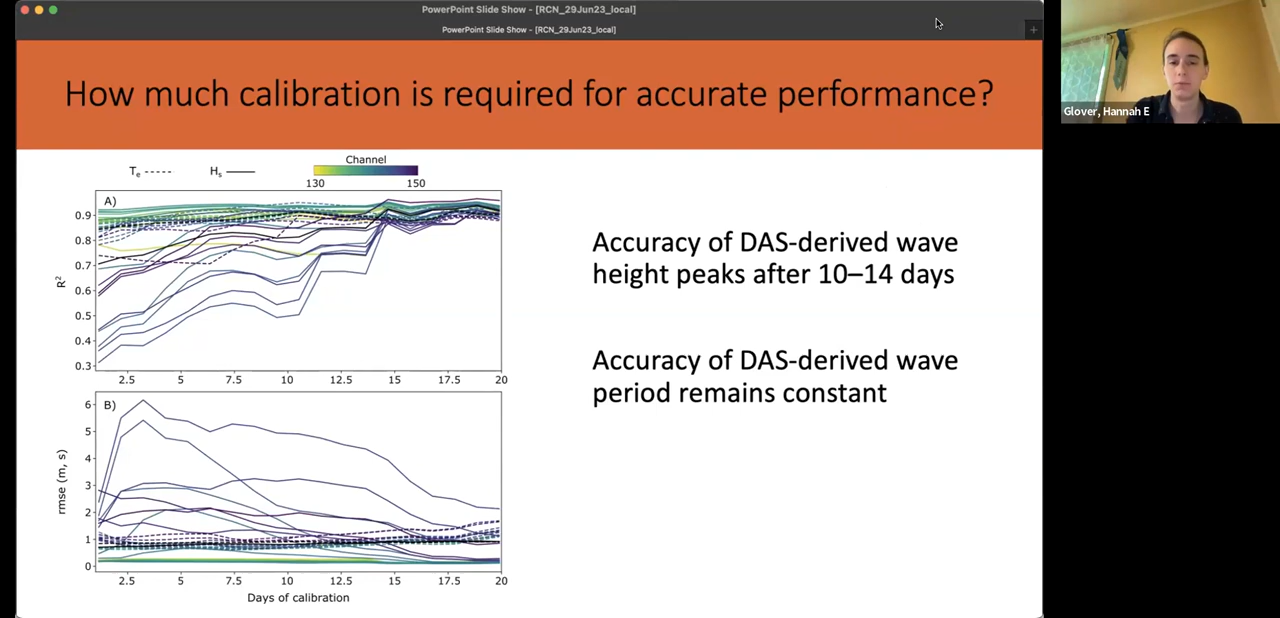 PowerPoint Slide Show - [RCN_29Jun23_local]
PowerPoint Slide Show - [RCN_29Jun23_local]
+
Glover, Hannah E
How much calibration is required for accurate performance?
Channel
Te ----- Hs ——
130 150
A)
0.9
0.8
0.7
0.6
0.5
0.4
0.3
R²
2.5 5 7.5 10 12.5 15 17.5 20
B)
6
5
4
3
2
1
0
rmse (m, s)
2.5 5 7.5 10 12.5 15 17.5 20
Days of calibration
Accuracy of DAS-derived wave
height peaks after 10–14 days
Accuracy of DAS-derived wave
period remains constant